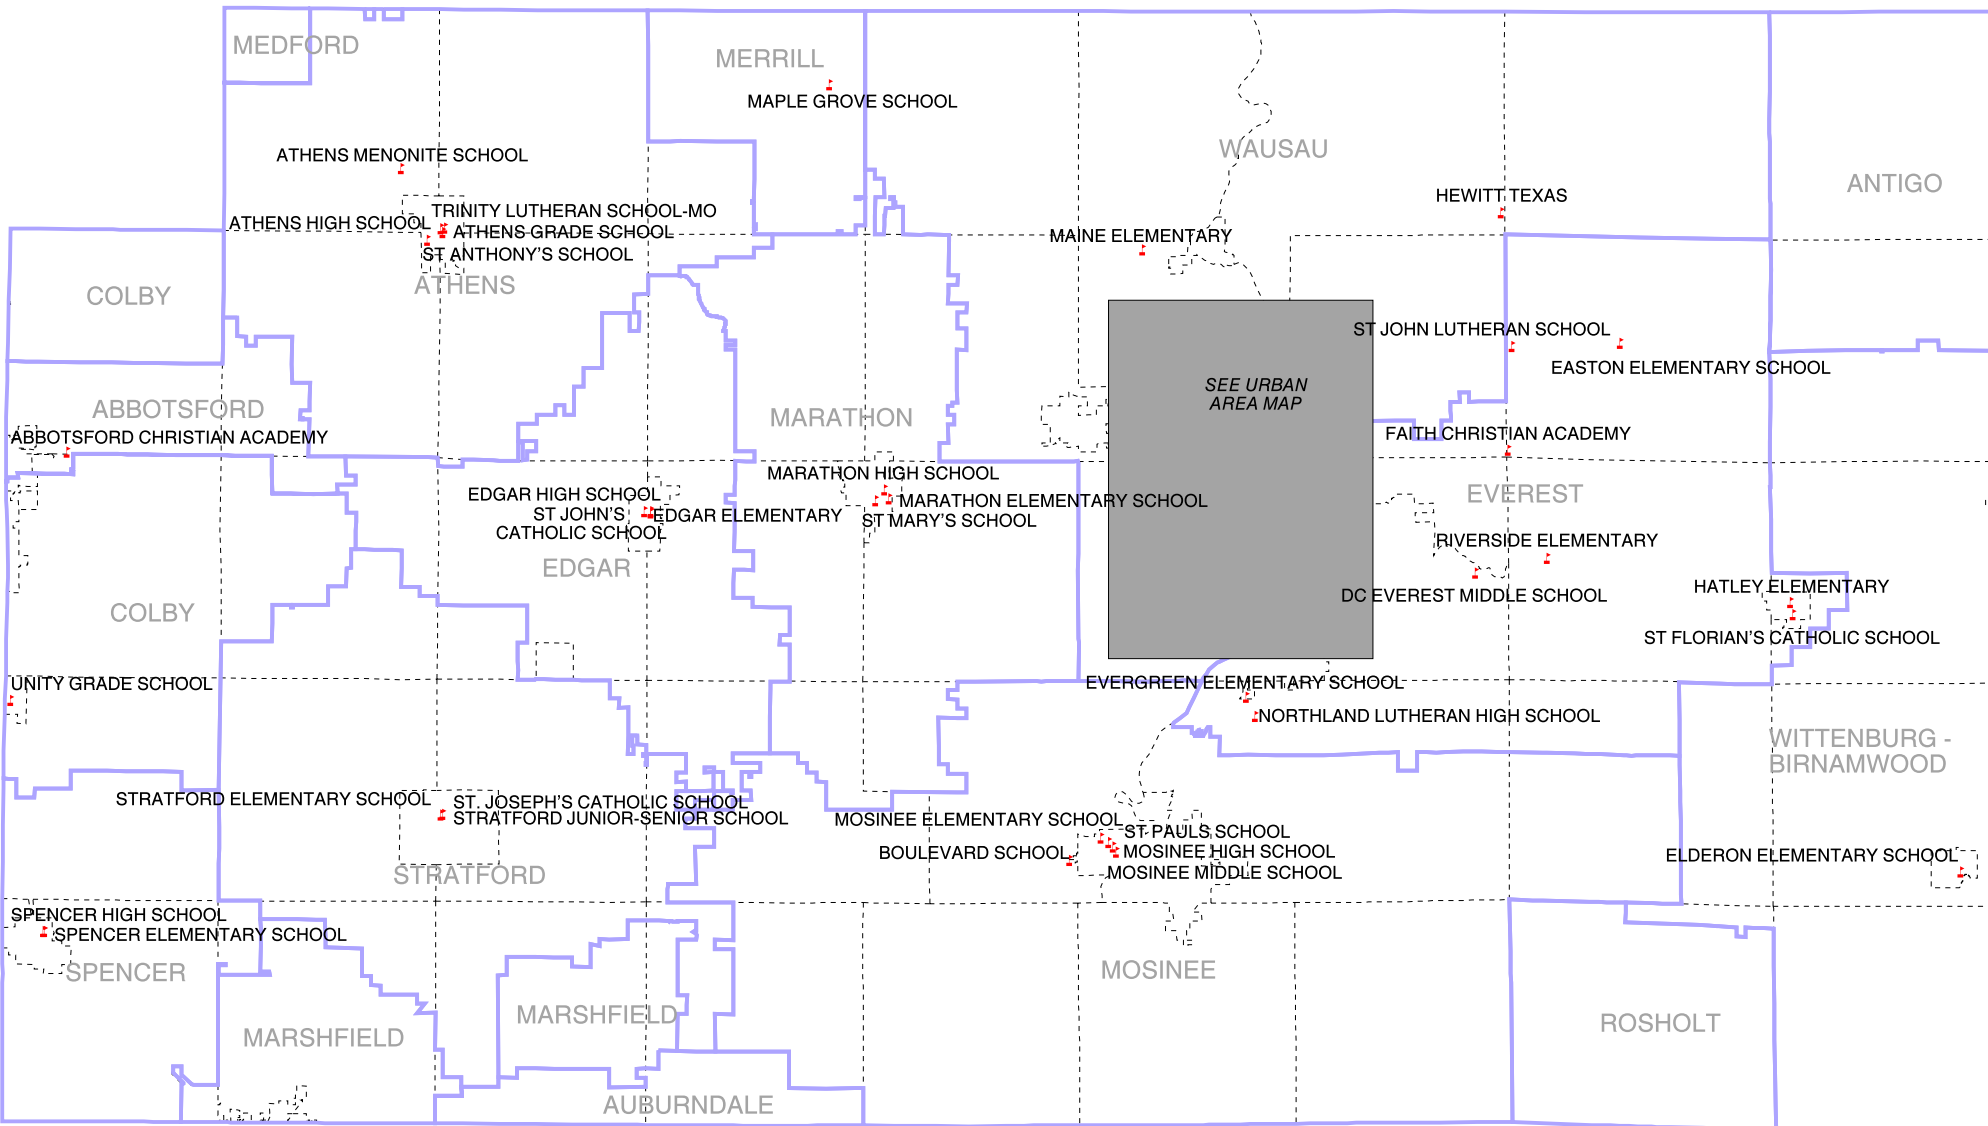 MEDFORD
MERRILL
MAPLE GROVE SCHOOL
WAUSAU
ATHENS MENONITE SCHOOL
ANTIGO
HEWITT TEXAS
TRINITY LUTHERAN SCHOOL-MO
ATHENS HIGH SCHOOL
ATHENS GRADE SCHOOL
MAINE ELEMENTARY
ST ANTHONY'S SCHOOL
ATHENS
COLBY
ST JOHN LUTHERAN SCHOOL
EASTON ELEMENTARY SCHOOL
SEE URBAN
AREA MAP
ABBOTSFORD
MARATHON
ABBOTSFORD CHRISTIAN ACADEMY
FAITH CHRISTIAN ACADEMY
MARATHON HIGH SCHOOL
EDGAR HIGH SCHOOL
EVEREST
MARATHON ELEMENTARY SCHOOL
ST JOHN'S
CATHOLIC SCHOOL
EDGAR ELEMENTARY
ST MARY'S SCHOOL
RIVERSIDE ELEMENTARY
EDGAR
HATLEY ELEMENTARY
DC EVEREST MIDDLE SCHOOL
COLBY
ST FLORIAN'S CATHOLIC SCHOOL
UNITY GRADE SCHOOL
EVERGREEN ELEMENTARY SCHOOL
NORTHLAND LUTHERAN HIGH SCHOOL
WITTENBURG -
BIRNAMWOOD
STRATFORD ELEMENTARY SCHOOL
ST. JOSEPH'S CATHOLIC SCHOOL
STRATFORD JUNIOR-SENIOR SCHOOL
MOSINEE ELEMENTARY SCHOOL
ST PAULS SCHOOL
BOULEVARD SCHOOL
MOSINEE HIGH SCHOOL
ELDERON ELEMENTARY SCHOOL
MOSINEE MIDDLE SCHOOL
STRATFORD
SPENCER HIGH SCHOOL
SPENCER ELEMENTARY SCHOOL
SPENCER
MOSINEE
MARSHFIELD
ROSHOLT
MARSHFIELD
AUBURNDALE